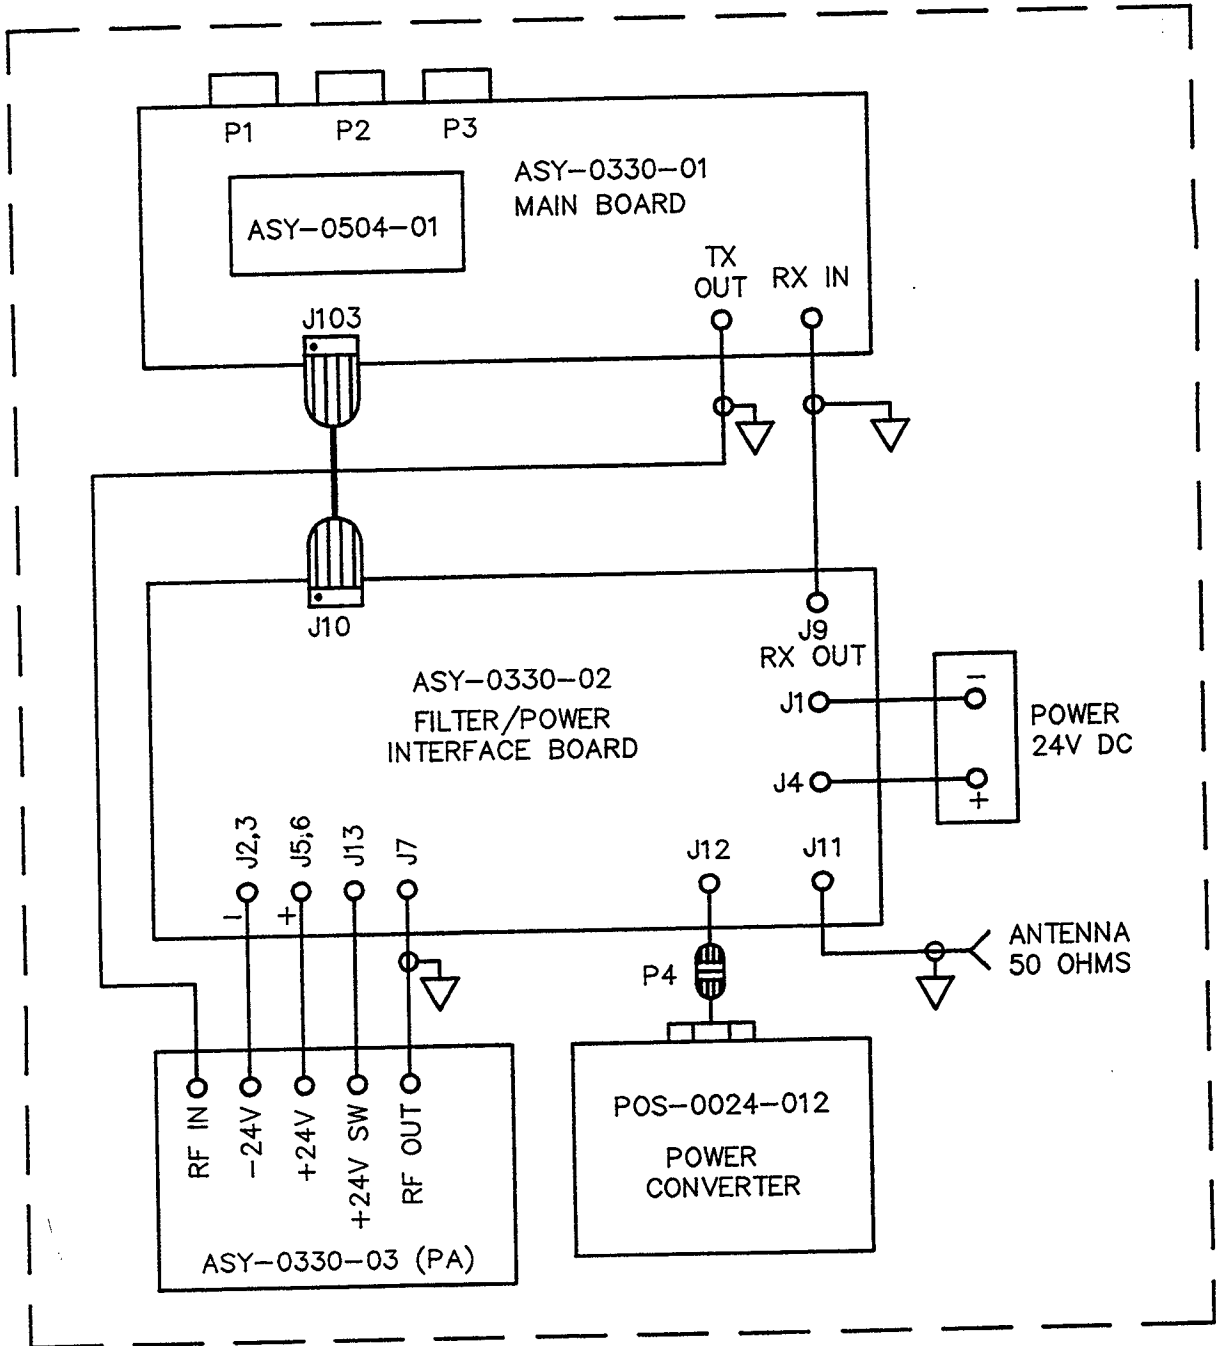 P1
P2
P3
ASY-0330-01
MAIN BOARD
ASY-0504-01
TX
OUT
RX IN
J103
J10
J9
RX OUT
ASY-0330-02
FILTER/POWER
INTERFACE BOARD
J1
-
J4
+
POWER
24V DC
J2,3
J5,6
J13
J7
J12
J11
-
+
P4
ANTENNA
50 OHMS
RF IN
-24V
+24V
+24V SW
RF OUT
ASY-0330-03 (PA)
POS-0024-012
POWER
CONVERTER